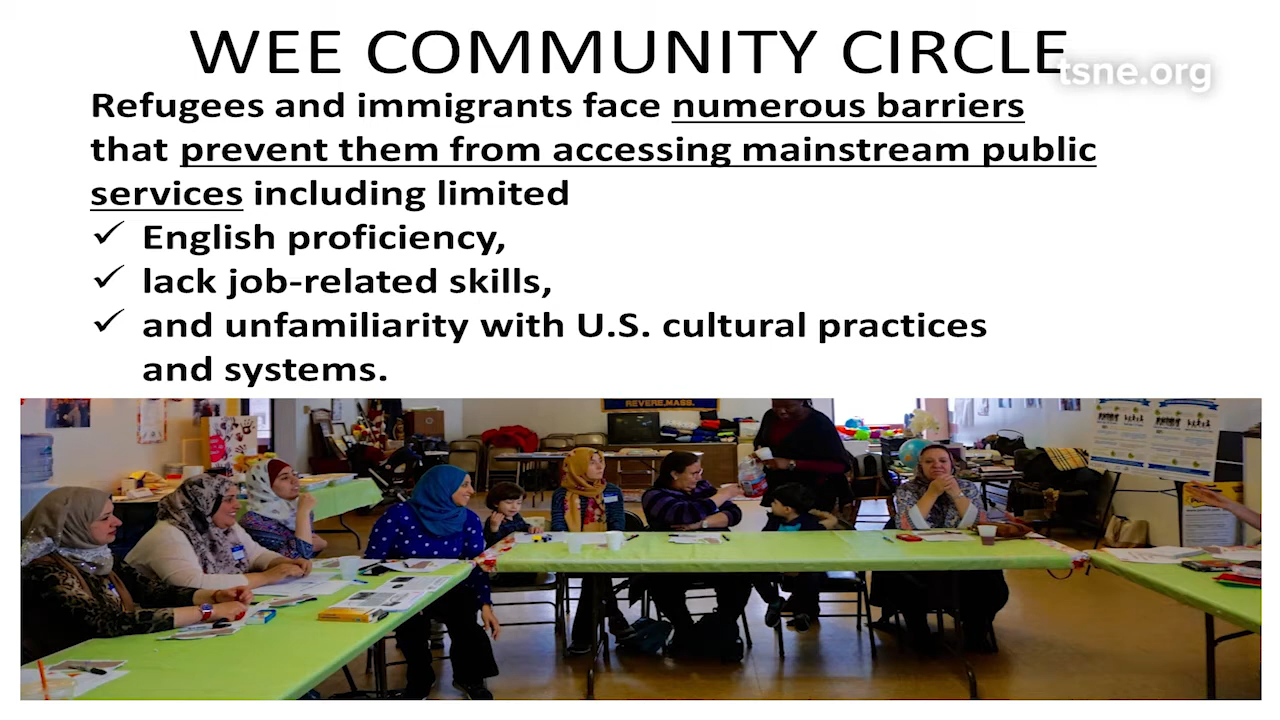 WEE COMMUNITY CIRCLE
tsne.org
Refugees and immigrants face numerous barriers
that prevent them from accessing mainstream public
services including limited
✓ English proficiency,
✓ lack job-related skills,
✓ and unfamiliarity with U.S. cultural practices
and systems.
REVERE, MASS.